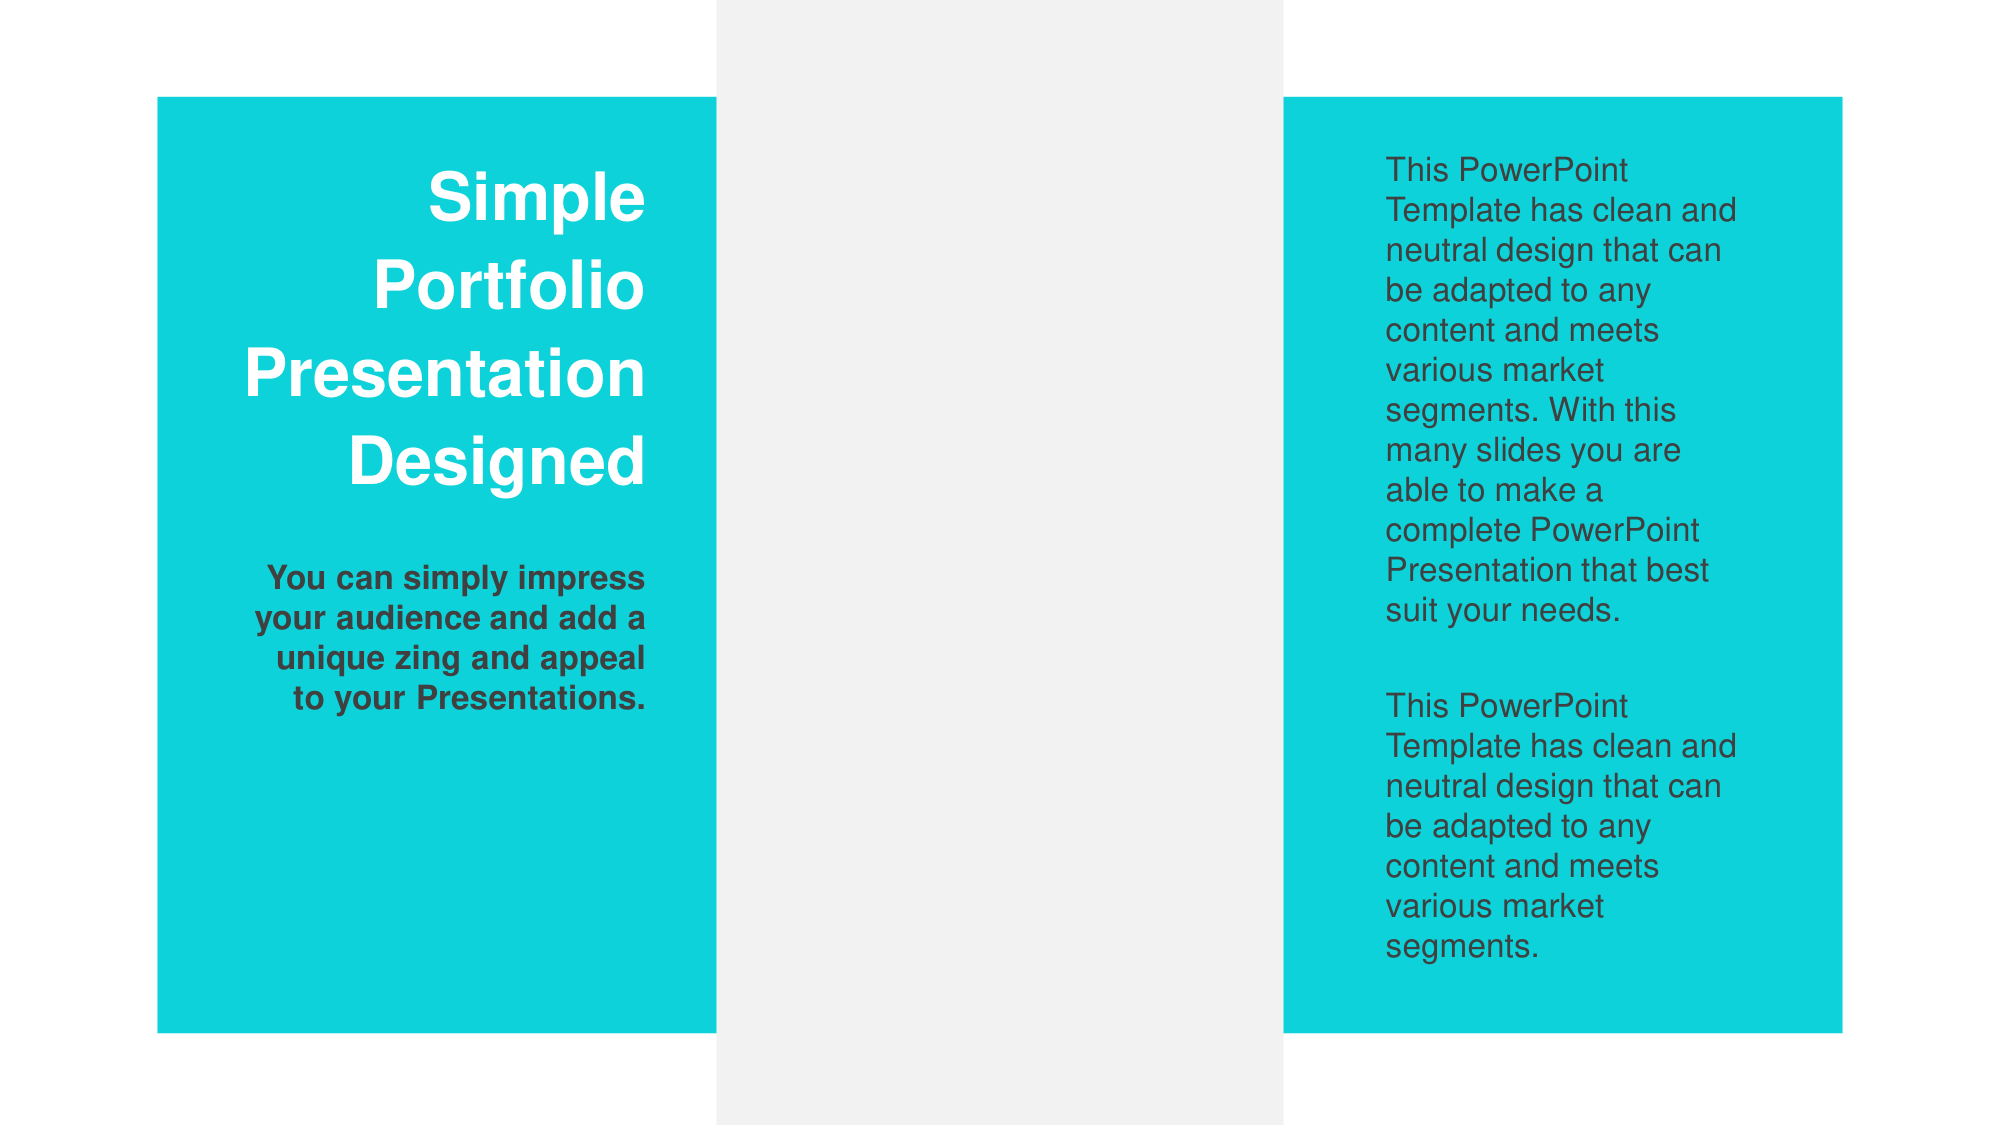 Simple
Portfolio
Presentation
Designed
You can simply impress
your audience and add a
unique zing and appeal
to your Presentations.
This PowerPoint
Template has clean and
neutral design that can
be adapted to any
content and meets
various market
segments. With this
many slides you are
able to make a
complete PowerPoint
Presentation that best
suit your needs.
This PowerPoint
Template has clean and
neutral design that can
be adapted to any
content and meets
various market
segments.